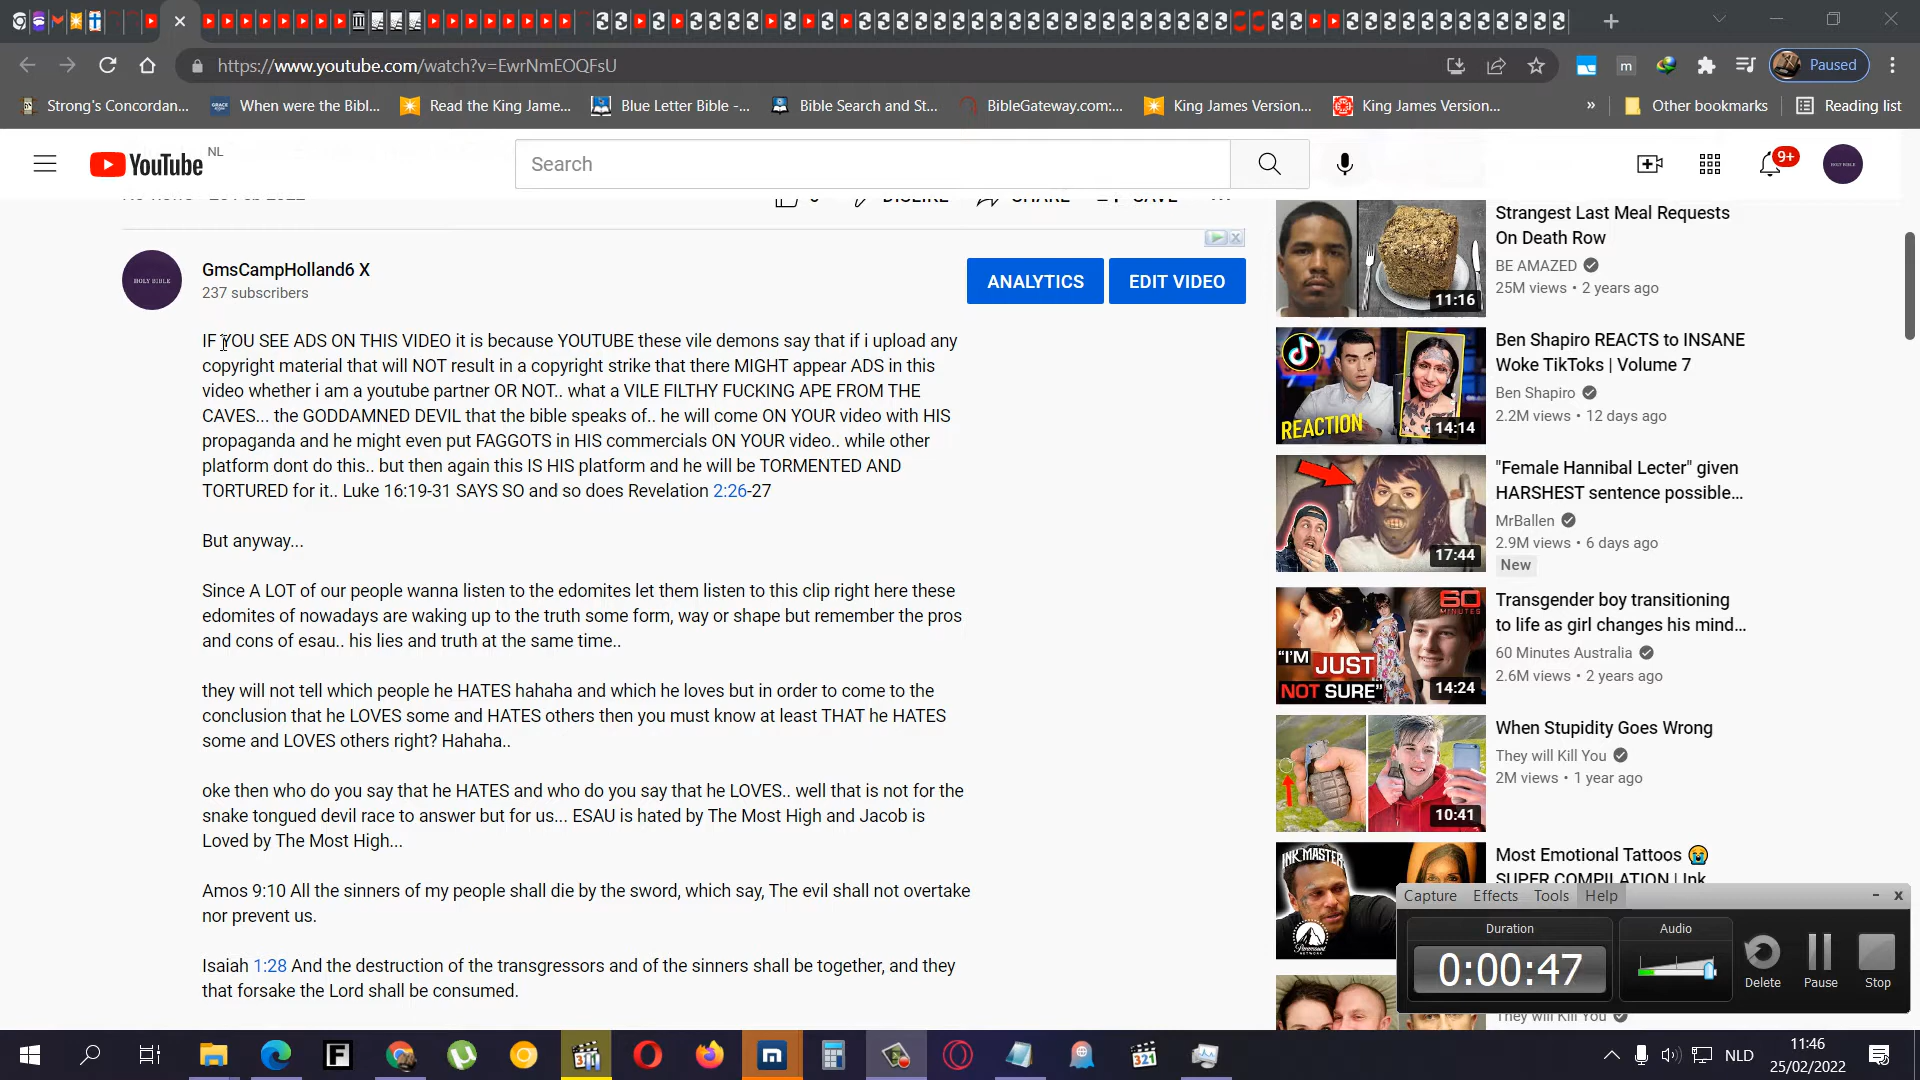 https://www.youtube.com/watch?v=EwrNmEOQFsU
Paused
Strong's Concordan...
When were the Bibl...
Read the King Jame...
Blue Letter Bible -...
Bible Search and St...
BibleGateway.com:...
King James Version...
King James Version...
»
Other bookmarks
Reading list
YouTube NL
Search
9+
DISLIKE
SHARE
SAVE
GmsCampHolland6 X
237 subscribers
ANALYTICS
EDIT VIDEO
IF YOU SEE ADS ON THIS VIDEO it is because YOUTUBE these vile demons say that if i upload any
copyright material that will NOT result in a copyright strike that there MIGHT appear ADS in this
video whether i am a youtube partner OR NOT.. what a VILE FILTHY FUCKING APE FROM THE
CAVES... the GODDAMNED DEVIL that the bible speaks of.. he will come ON YOUR video with HIS
propaganda and he might even put FAGGOTS in HIS commercials ON YOUR video.. while other
platform dont do this.. but then again this IS HIS platform and he will be TORMENTED AND
TORTURED for it.. Luke 16:19-31 SAYS SO and so does Revelation 2:26-27
But anyway...
Since A LOT of our people wanna listen to the edomites let them listen to this clip right here these
edomites of nowadays are waking up to the truth some form, way or shape but remember the pros
and cons of esau.. his lies and truth at the same time..
they will not tell which people he HATES hahaha and which he loves but in order to come to the
conclusion that he LOVES some and HATES others then you must know at least THAT he HATES
some and LOVES others right? Hahaha..
oke then who do you say that he HATES and who do you say that he LOVES.. well that is not for the
snake tongued devil race to answer but for us... ESAU is hated by The Most High and Jacob is
Loved by The Most High...
Amos 9:10 All the sinners of my people shall die by the sword, which say, The evil shall not overtake
nor prevent us.
Isaiah 1:28 And the destruction of the transgressors and of the sinners shall be together, and they
that forsake the Lord shall be consumed.
HOLY BIBLE
11:16
Strangest Last Meal Requests
On Death Row
BE AMAZED
25M views • 2 years ago
REACTION
14:14
Ben Shapiro REACTS to INSANE
Woke TikToks | Volume 7
Ben Shapiro
2.2M views • 12 days ago
17:44
"Female Hannibal Lecter" given
HARSHEST sentence possible...
MrBallen
2.9M views • 6 days ago
New
60
MINUTES
"I'M
JUST
NOT SURE"
14:24
Transgender boy transitioning
to life as girl changes his mind...
60 Minutes Australia
2.6M views • 2 years ago
10:41
When Stupidity Goes Wrong
They will Kill You
2M views • 1 year ago
INK MASTER
Most Emotional Tattoos
SUPER COMPILATION | Ink
They will Kill You
Capture
Effects
Tools
Help
Duration
0:00:47
Audio
Delete
Pause
Stop
NLD
11:46
25/02/2022